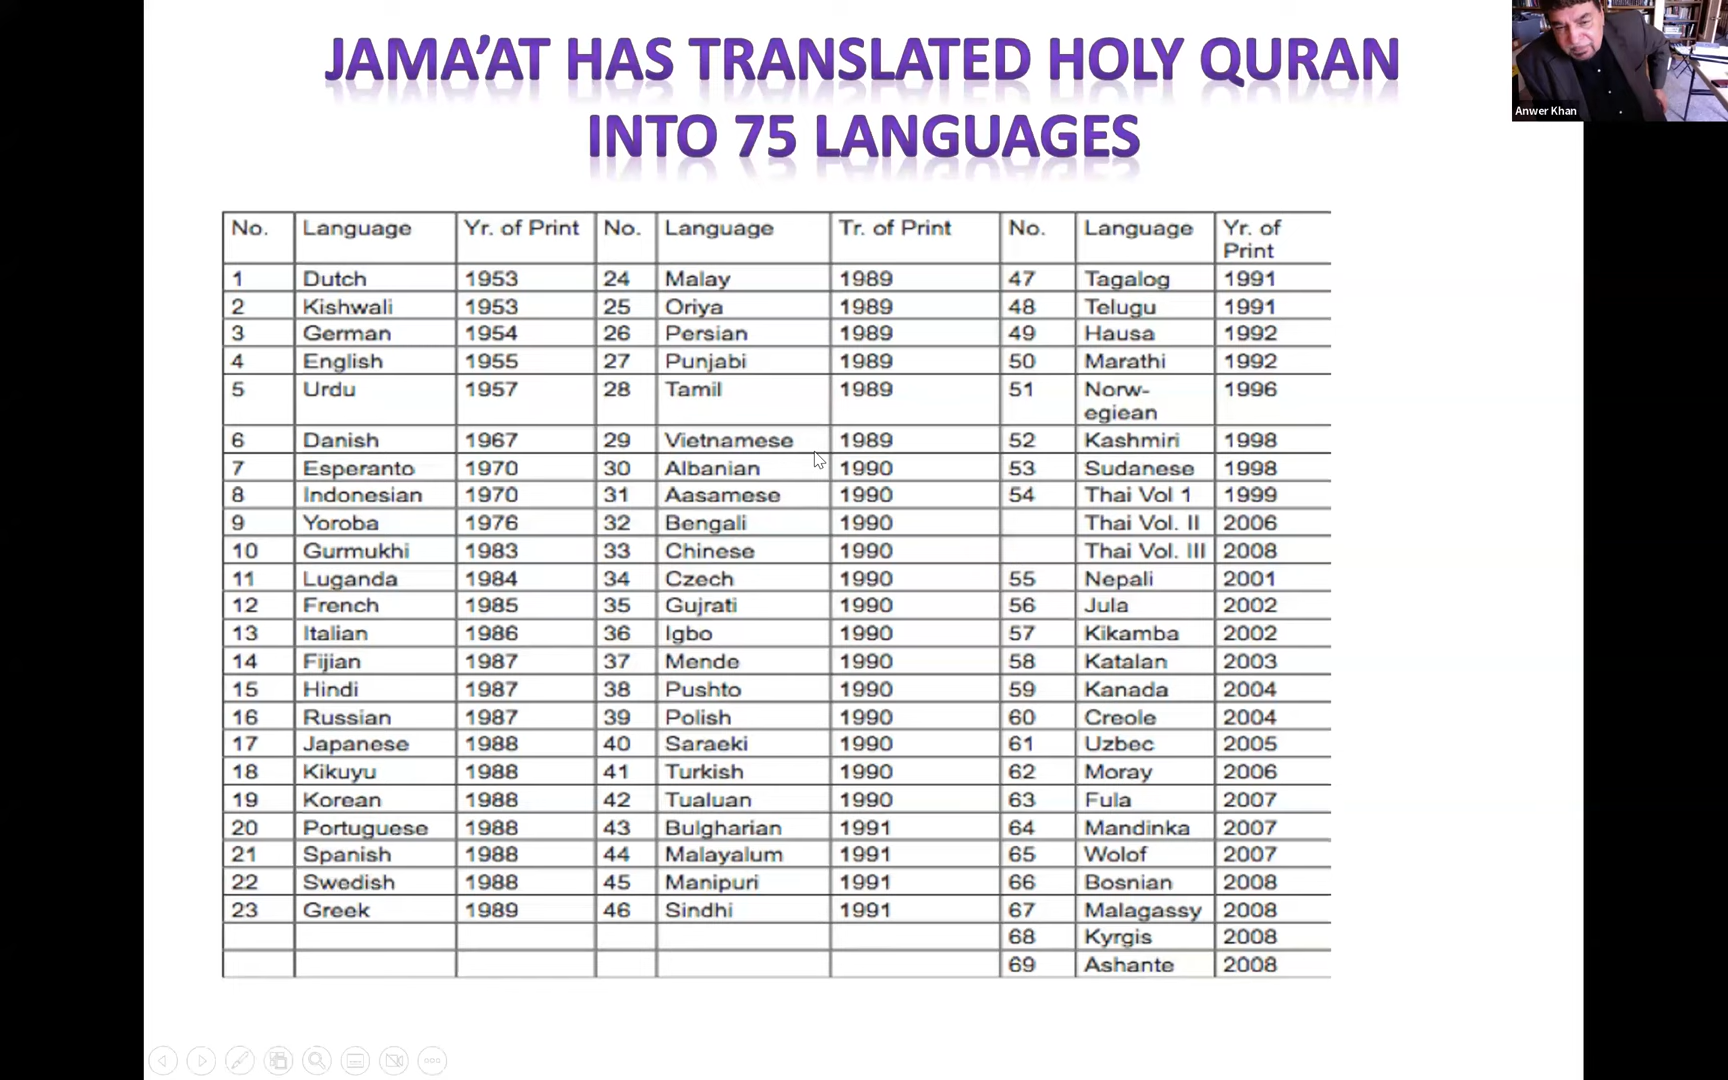 JAMA'AT HAS TRANSLATED HOLY QURAN
INTO 75 LANGUAGES
Anwer Khan
No. Language Yr. of Print No. Language Tr. of Print No. Language Yr. of Print
1 Dutch 1953 24 Malay 1989 47 Tagalog 1991
2 Kishwali 1953 25 Oriya 1989 48 Telugu 1991
3 German 1954 26 Persian 1989 49 Hausa 1992
4 English 1955 27 Punjabi 1989 50 Marathi 1992
5 Urdu 1957 28 Tamil 1989 51 Norw-egiean 1996
6 Danish 1967 29 Vietnamese 1989 52 Kashmiri 1998
7 Esperanto 1970 30 Albanian 1990 53 Sudanese 1998
8 Indonesian 1970 31 Aasamese 1990 54 Thai Vol 1 1999
9 Yoroba 1976 32 Bengali 1990 Thai Vol. II 2006
10 Gurmukhi 1983 33 Chinese 1990 Thai Vol. III 2008
11 Luganda 1984 34 Czech 1990 55 Nepali 2001
12 French 1985 35 Gujrati 1990 56 Jula 2002
13 Italian 1986 36 Igbo 1990 57 Kikamba 2002
14 Fijian 1987 37 Mende 1990 58 Katalan 2003
15 Hindi 1987 38 Pushto 1990 59 Kanada 2004
16 Russian 1987 39 Polish 1990 60 Creole 2004
17 Japanese 1988 40 Saraeki 1990 61 Uzbec 2005
18 Kikuyu 1988 41 Turkish 1990 62 Moray 2006
19 Korean 1988 42 Tualuan 1990 63 Fula 2007
20 Portuguese 1988 43 Bulgharian 1991 64 Mandinka 2007
21 Spanish 1988 44 Malayalum 1991 65 Wolof 2007
22 Swedish 1988 45 Manipuri 1991 66 Bosnian 2008
23 Greek 1989 46 Sindhi 1991 67 Malagassy 2008
68 Kyrgis 2008
69 Ashante 2008